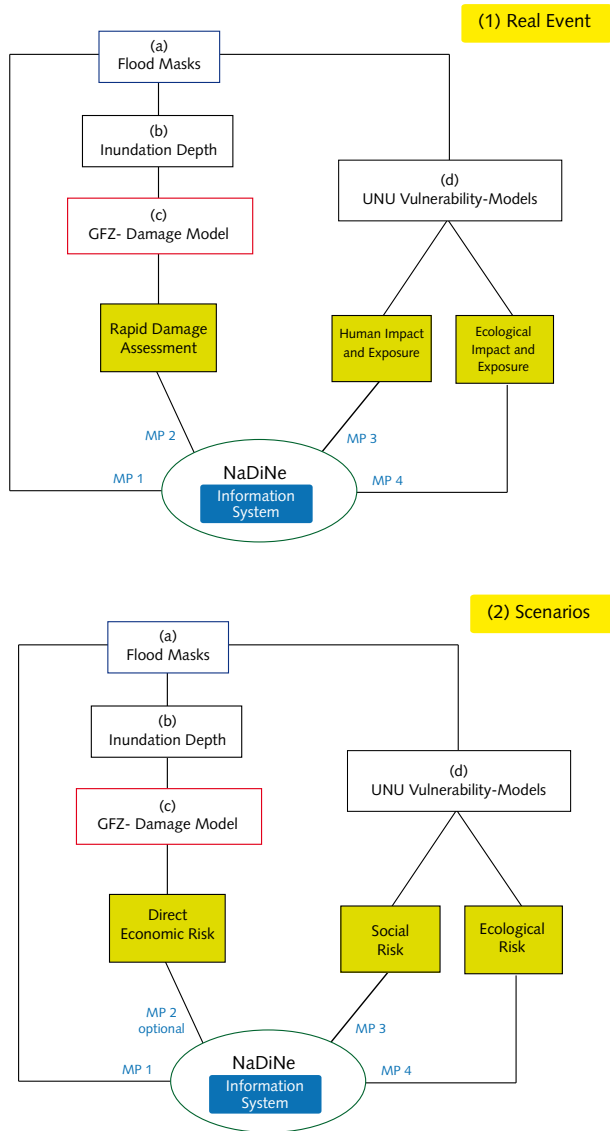 (1) Real Event
(a)
Flood Masks
(b)
Inundation Depth
(c)
GFZ- Damage Model
(d)
UNU Vulnerability-Models
Rapid Damage
Assessment
Human Impact
and Exposure
Ecological
Impact and
Exposure
MP 2
MP 3
MP 1
MP 4
NaDiNe
Information
System
(2) Scenarios
(a)
Flood Masks
(b)
Inundation Depth
(c)
GFZ- Damage Model
(d)
UNU Vulnerability-Models
Direct
Economic Risk
Social
Risk
Ecological
Risk
MP 2
optional
MP 3
MP 1
MP 4
NaDiNe
Information
System